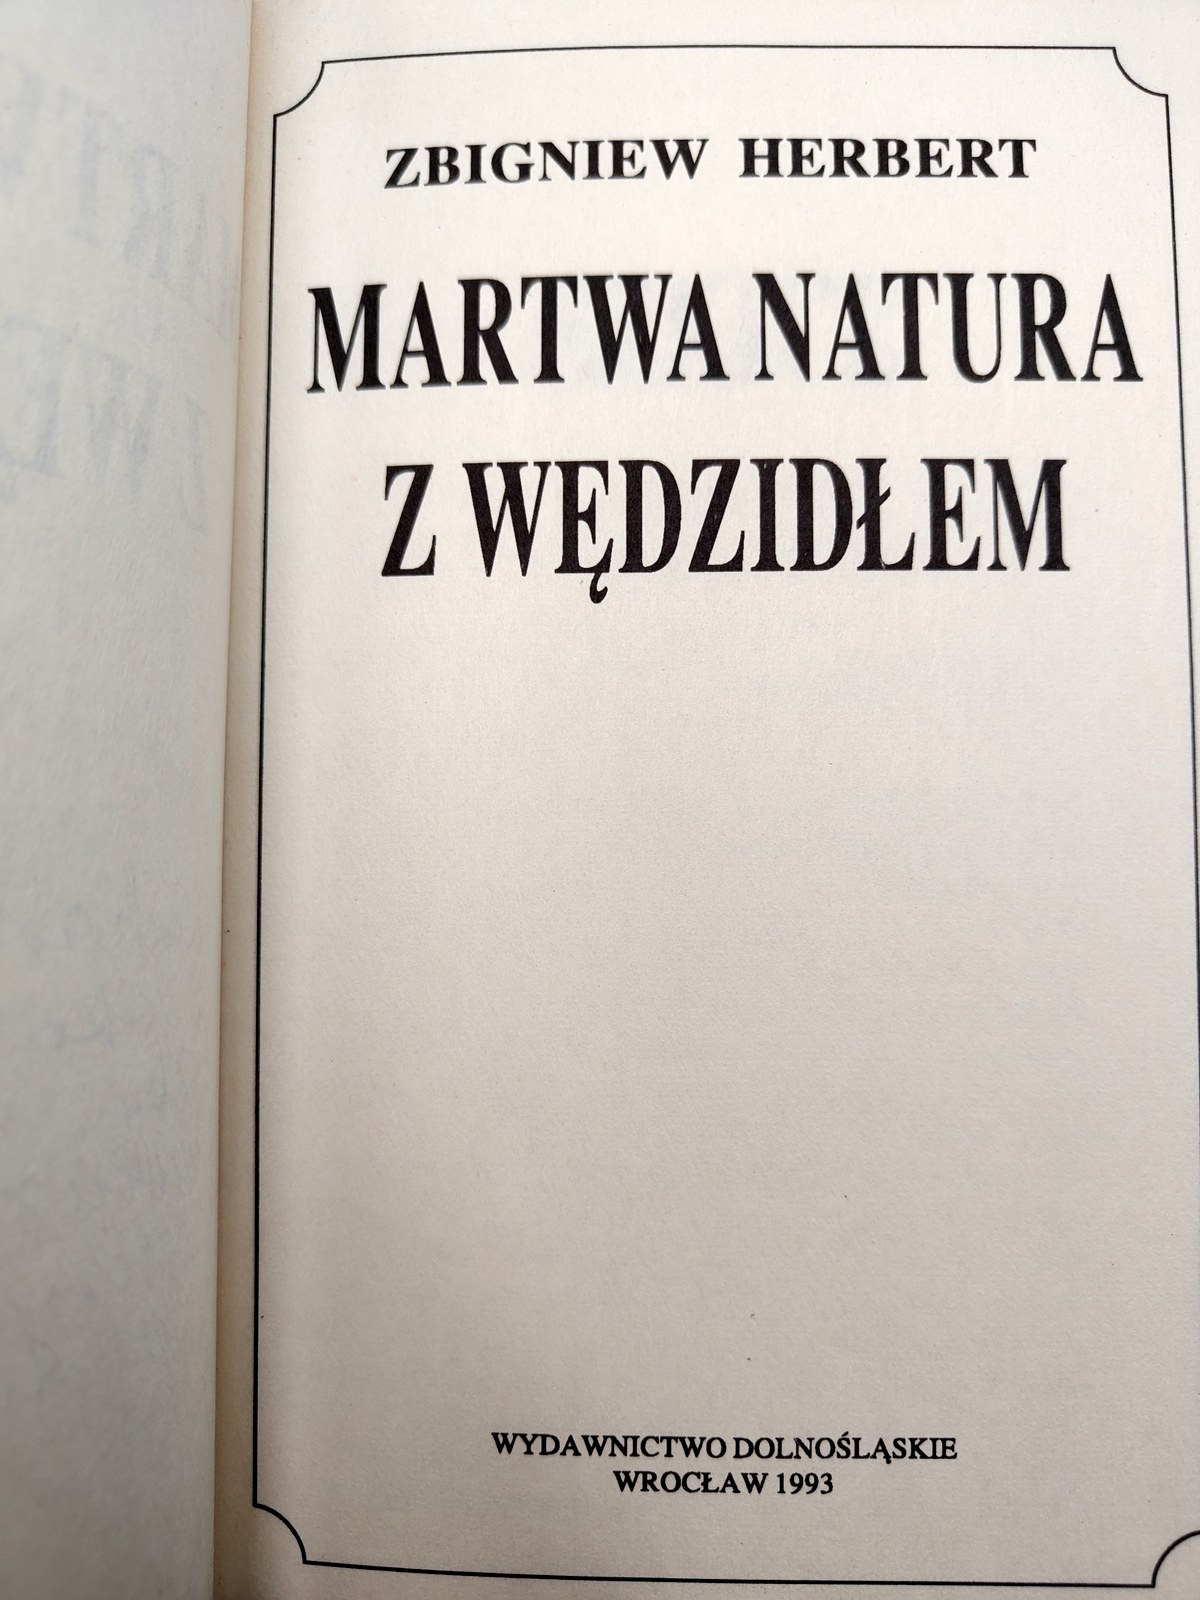 ZBIGNIEW HERBERT
MARTWA NATURA
Z WĘDZIDŁEM
WYDAWNICTWO DOLNOŚLĄSKIE
WROCŁAW 1993